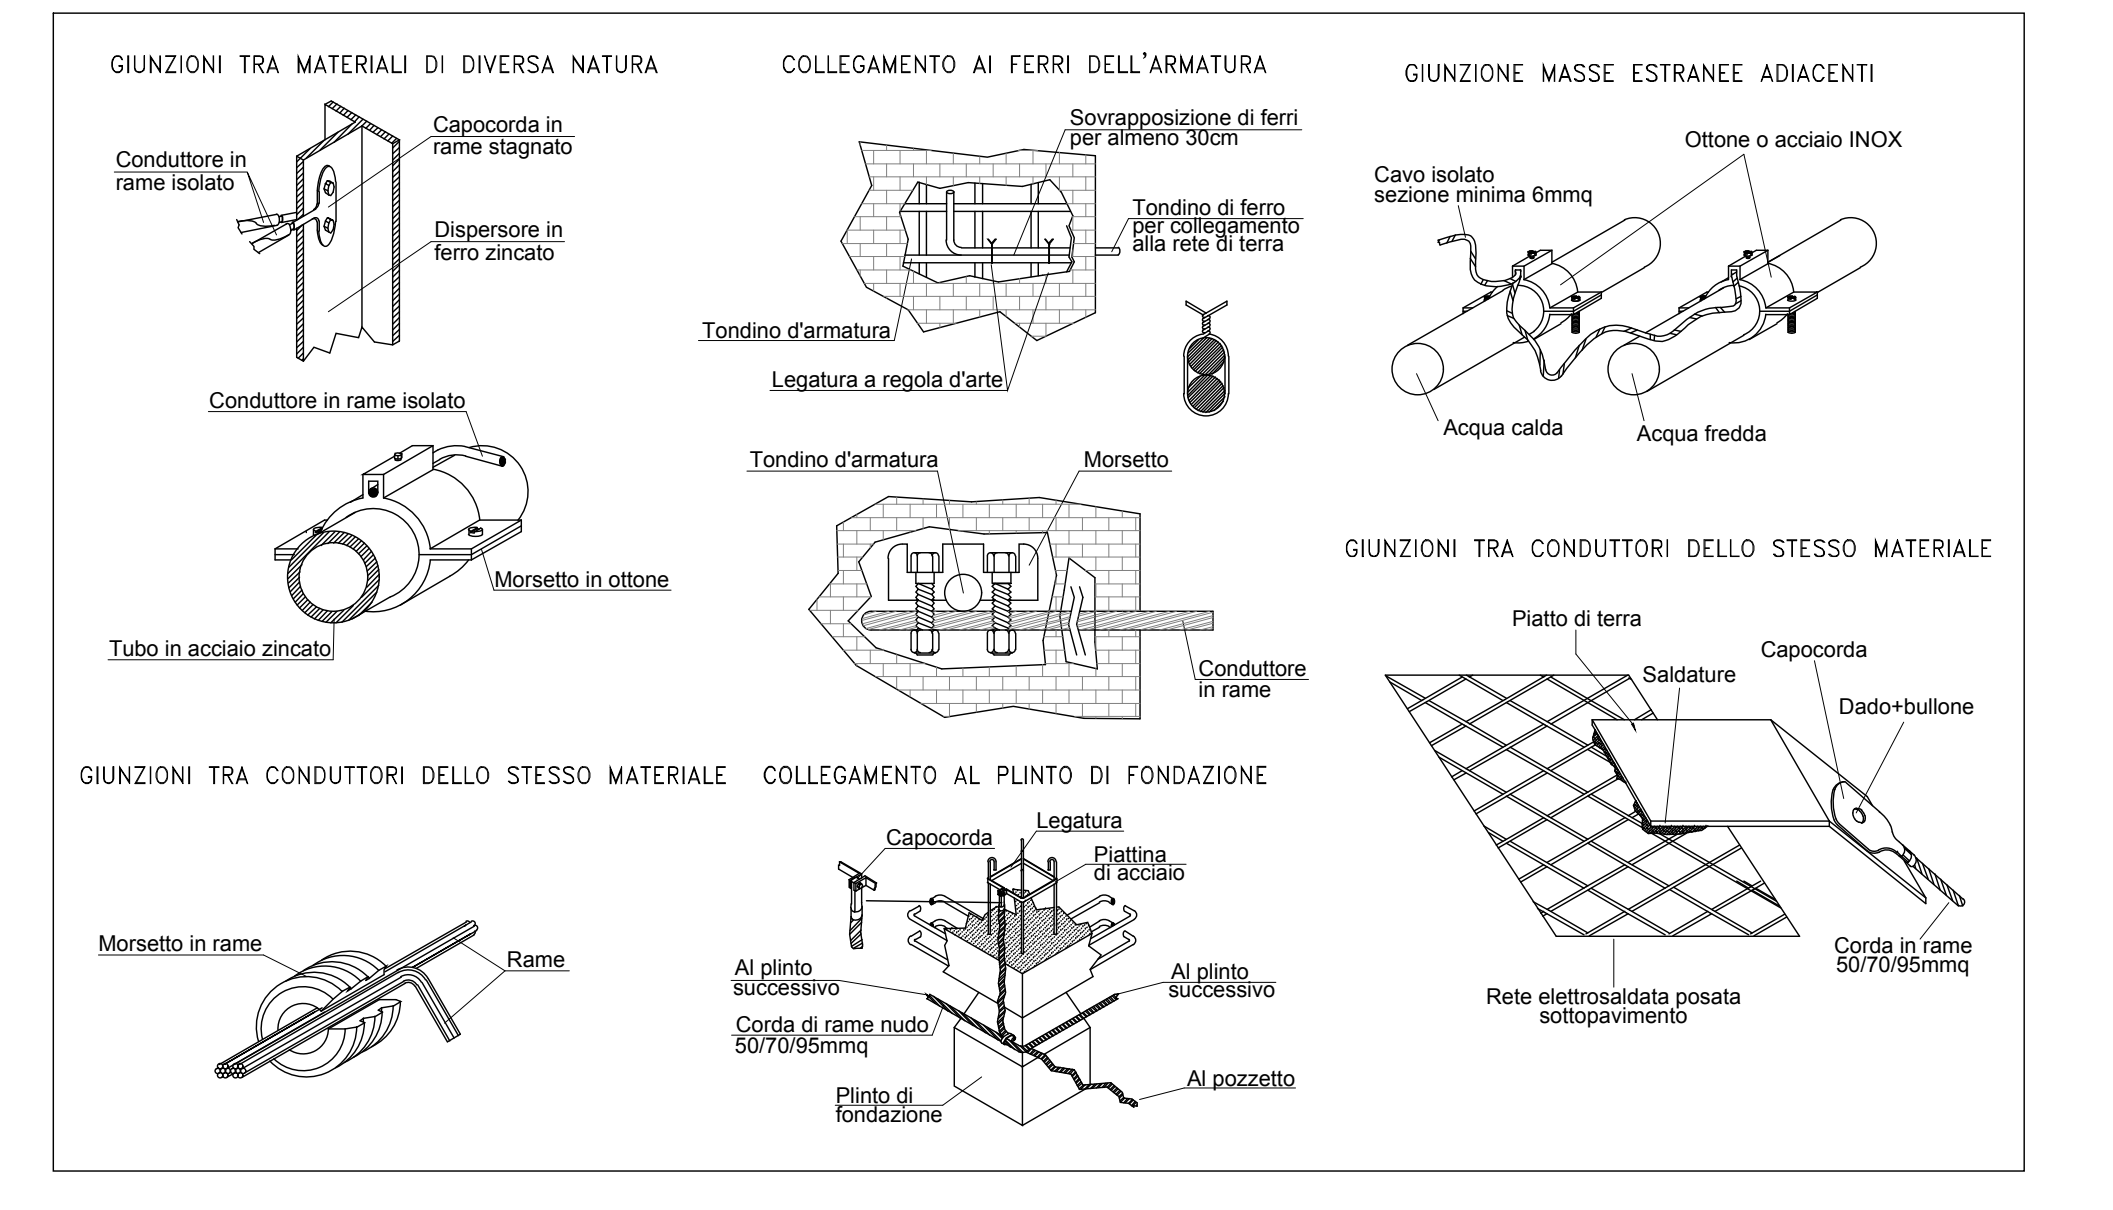 GIUNZIONI TRA MATERIALI DI DIVERSA NATURA
Capocorda in
rame stagnato
Conduttore in
rame isolato
Dispersore in
ferro zincato
Conduttore in rame isolato
Morsetto in ottone
Tubo in acciaio zincato
GIUNZIONI TRA CONDUTTORI DELLO STESSO MATERIALE
Morsetto in rame
Rame
COLLEGAMENTO AI FERRI DELL'ARMATURA
Sovrapposizione di ferri
per almeno 30cm
Tondino di ferro
per collegamento
alla rete di terra
Tondino d'armatura
Legatura a regola d'arte
Tondino d'armatura
Morsetto
Conduttore
in rame
COLLEGAMENTO AL PLINTO DI FONDAZIONE
Legatura
Capocorda
Piattina
di acciaio
Al plinto
successivo
Al plinto
successivo
Corda di rame nudo
50/70/95mmq
Al pozzetto
Plinto di
fondazione
GIUNZIONE MASSE ESTRANEE ADIACENTI
Ottone o acciaio INOX
Cavo isolato
sezione minima 6mmq
Acqua calda
Acqua fredda
GIUNZIONI TRA CONDUTTORI DELLO STESSO MATERIALE
Piatto di terra
Capocorda
Saldature
Dado+bullone
Corda in rame
50/70/95mmq
Rete elettrosaldata posata
sottopavimento